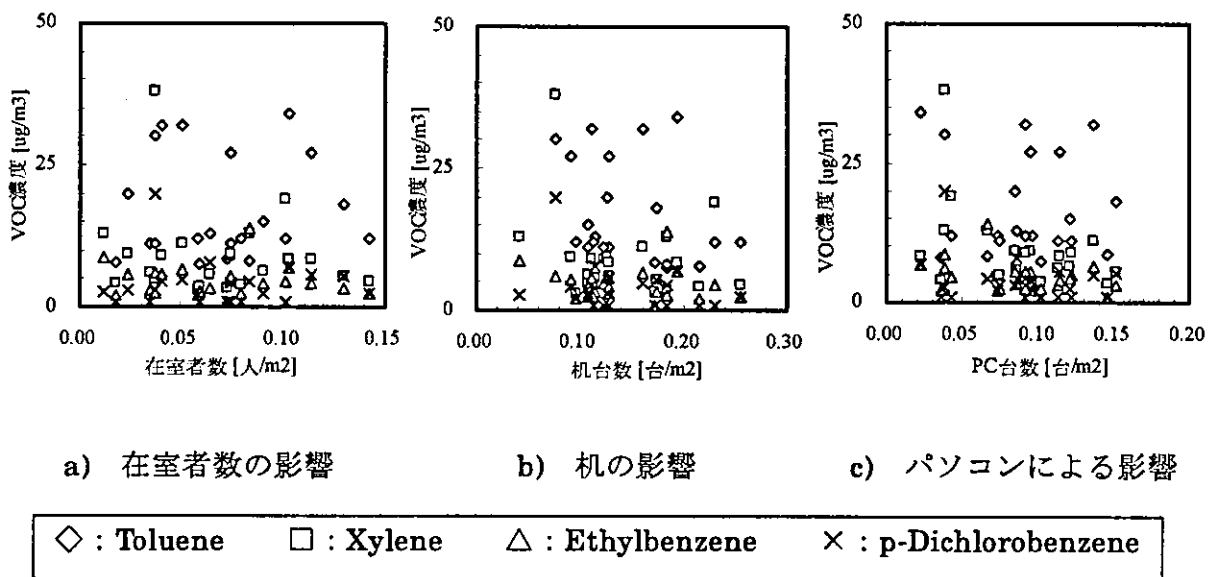 50
25
0
VOC濃度 [ug/m3]
0.00 0.05 0.10 0.15
在室者数 [人/m2]
50
25
0
VOC濃度 [ug/m3]
0.00 0.10 0.20 0.30
机台数 [台/m2]
50
25
0
VOC濃度 [ug/m3]
0.00 0.05 0.10 0.15 0.20
PC台数 [台/m2]
a) 在室者数の影響
b) 机の影響
c) パソコンによる影響
◇ : Toluene □ : Xylene △ : Ethylbenzene × : p-Dichlorobenzene